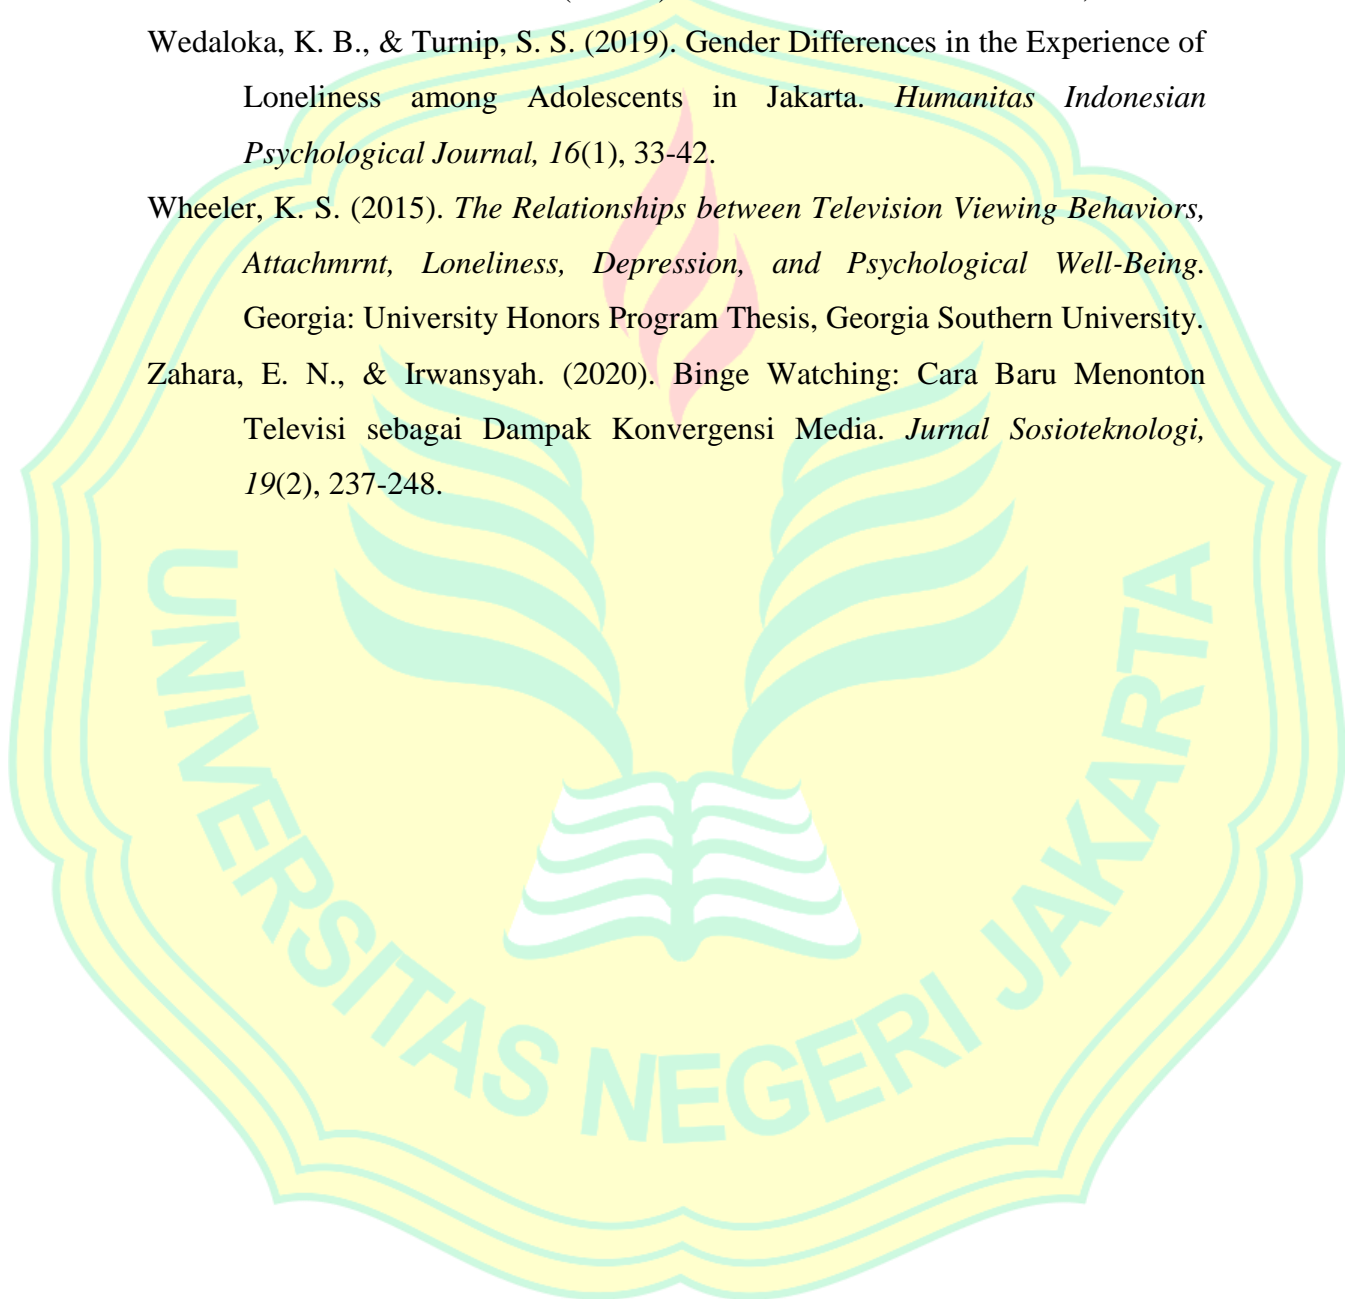 Wedaloka, K. B., & Turnip, S. S. (2019). Gender Differences in the Experience of
Loneliness among Adolescents in Jakarta. Humanitas Indonesian
Psychological Journal, 16(1), 33-42.
Wheeler, K. S. (2015). The Relationships between Television Viewing Behaviors,
Attachmrnt, Loneliness, Depression, and Psychological Well-Being.
Georgia: University Honors Program Thesis, Georgia Southern University.
Zahara, E. N., & Irwansyah. (2020). Binge Watching: Cara Baru Menonton
Televisi sebagai Dampak Konvergensi Media. Jurnal Sosioteknologi,
19(2), 237-248.
UNIVERSITAS NEGERI JAKARTA